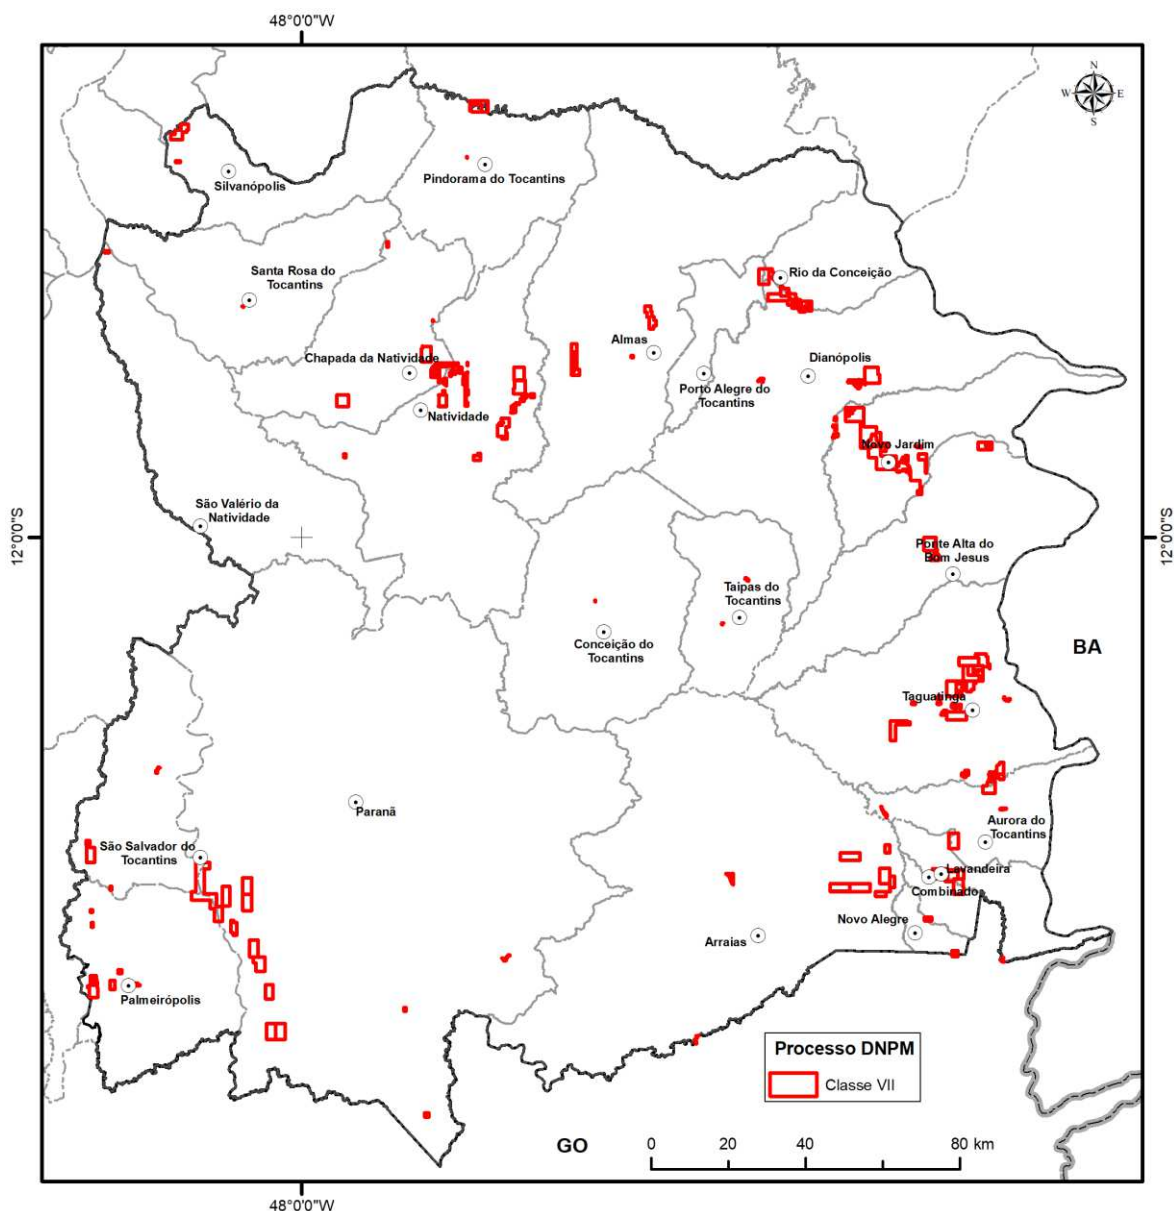 48°0'0"W
N
W
E
S
Silvanópolis
Pindorama do Tocantins
Santa Rosa do
Tocantins
Rio da Conceição
Almas
Chapada da Natividade
Dianópolis
Porto Alegre do
Tocantins
Natividade
Novo Jardim
São Valério da
Natividade
12°0'0"S
12°0'0"S
Ponte Alta do
Bom Jesus
Taipas do
Tocantins
Conceição do
Tocantins
BA
Taguatinga
Paranã
Aurora do
Tocantins
São Salvador do
Tocantins
Lavandeira
Combinado
Novo Alegre
Arraias
Palmeirópolis
Processo DNPM
Classe VII
GO
0 20 40 80 km
48°0'0"W